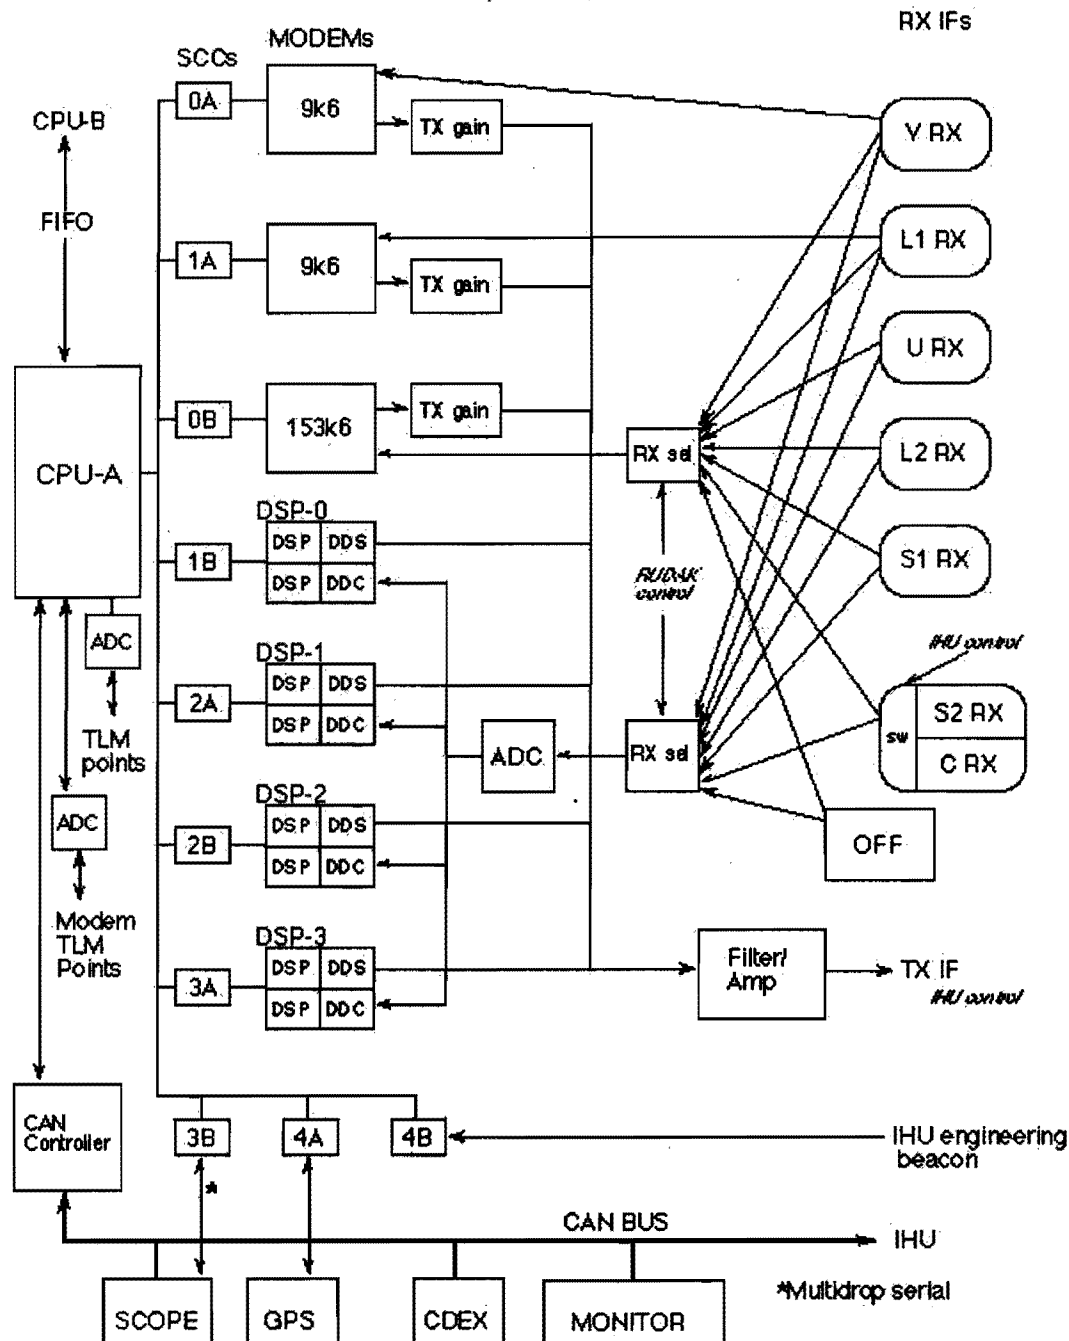 RX IFs
MODEMs
SCCs
0A
9k6
TX gain
CPU-B
V RX
FIFO
L1 RX
1A
9k6
TX gain
U RX
0B
153k6
TX gain
RX sel
L2 RX
CPU-A
DSP-0
DSP
DDS
1B
DSP
DDC
RUDAK
control
S1 RX
ADC
DSP-1
DSP
DDS
2A
DSP
DDC
IHU control
S2 RX
sw
C RX
TLM
points
ADC
RX sel
DSP-2
DSP
DDS
ADC
2B
DSP
DDC
OFF
Modem
TLM
Points
DSP-3
DSP
DDS
3A
DSP
DDC
Filter/
Amp
TX IF
IHU control
CAN
Controller
3B
4A
4B
IHU engineering
beacon
*
CAN BUS
IHU
*Multidrop serial
SCOPE
GPS
CDEX
MONITOR